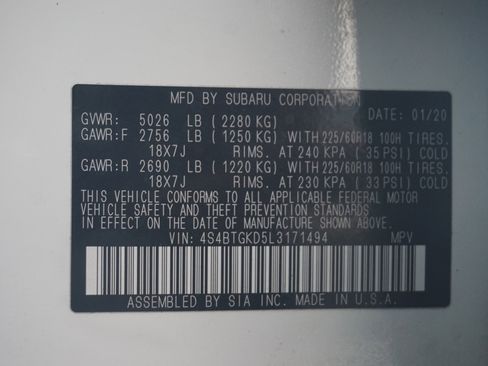 MFD BY SUBARU CORPORATION
DATE: 01/20
GVWR: 5026 LB (2280 KG)
GAWR:F 2756 LB (1250 KG) WITH 225/60R18 100H TIRES.
18X7J RIMS. AT 240 KPA (35 PSI) COLD
GAWR:R 2690 LB (1220 KG) WITH 225/60R18 100H TIRES.
18X7J RIMS. AT 230 KPA (33 PSI) COLD
THIS VEHICLE CONFORMS TO ALL APPLICABLE FEDERAL MOTOR
VEHICLE SAFETY AND THEFT PREVENTION STANDARDS
IN EFFECT ON THE DATE OF MANUFACTURE SHOWN ABOVE.
VIN: 4S4BTGKD5L3171494 MPV
ASSEMBLED BY SIA INC. MADE IN U.S.A.